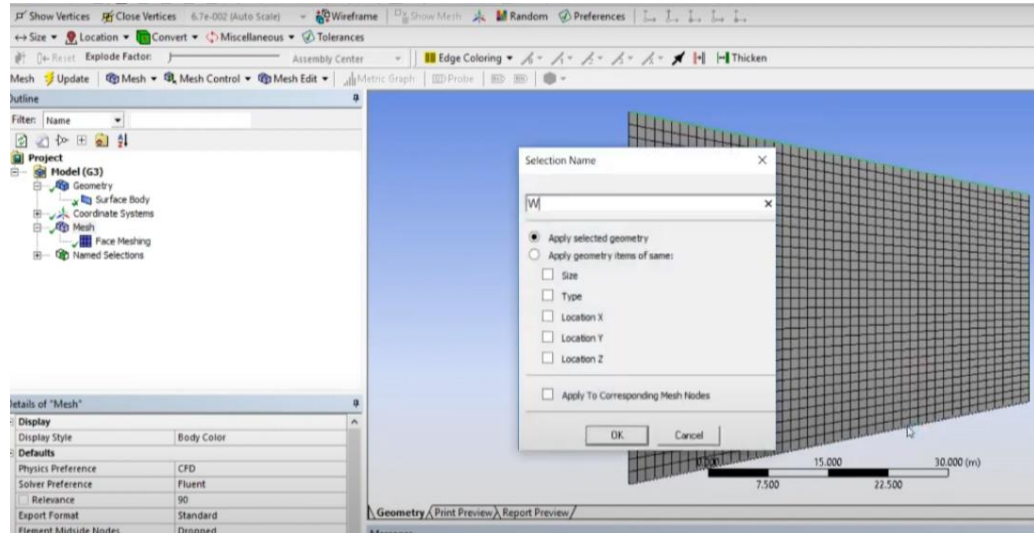 Show Vertices Close Vertices 6.7e-002 (Auto Scale) Wireframe Show Mesh Random Preferences
Size Location Convert Miscellaneous Tolerances
Reset Explode Factor: Assembly Center Edge Coloring Thicken
Mesh Update Mesh Mesh Control Mesh Edit Metric Graph Probe
Outline
Filter: Name
Project
Model (G3)
Geometry
Surface Body
Coordinate Systems
Mesh
Face Meshing
Named Selections
Selection Name
W
Apply selected geometry
Apply geometry items of same:
Size
Type
Location X
Location Y
Location Z
Apply To Corresponding Mesh Nodes
OK Cancel
Details of "Mesh"
Display
Display Style Body Color
Defaults
Physics Preference CFD
Solver Preference Fluent
Relevance 90
Export Format Standard
Element Midside Nodes Dropped
0.000 15.000 30.000 (m)
7.500 22.500
Geometry Print Preview Report Preview